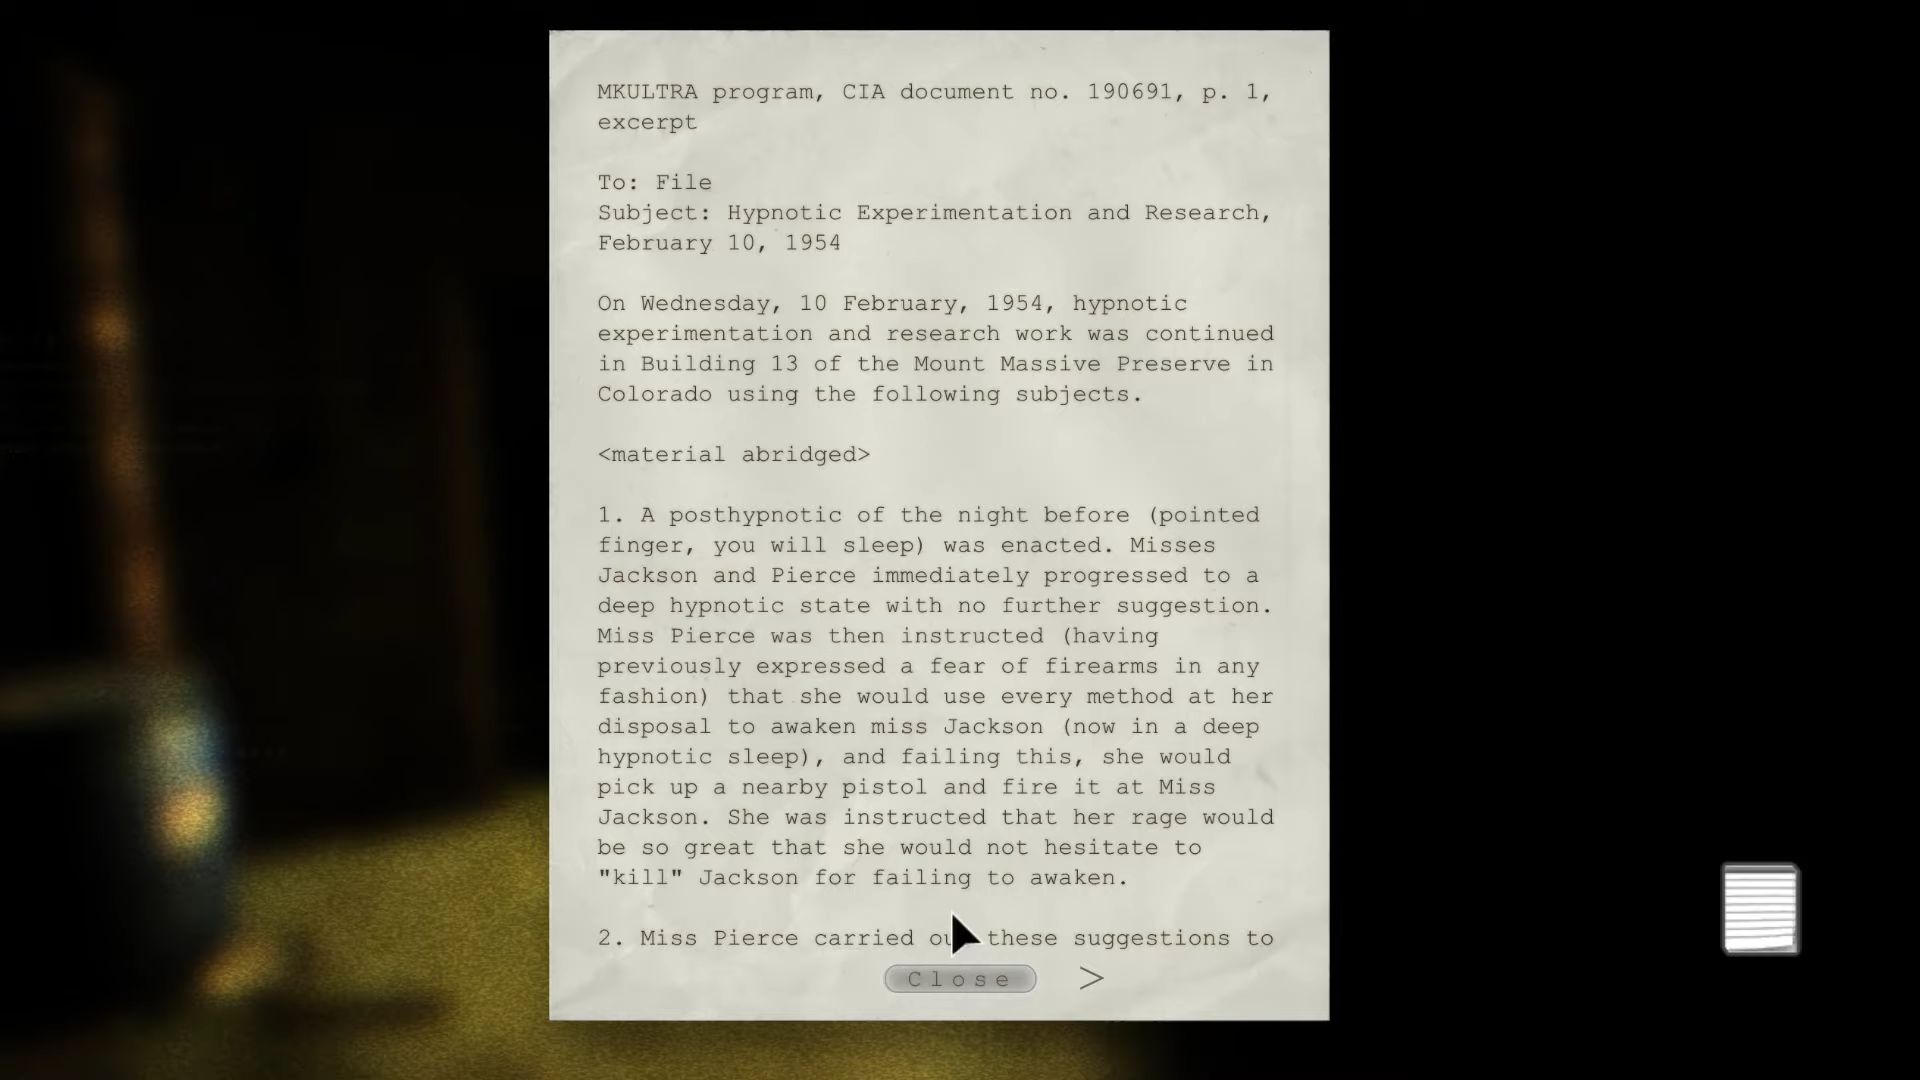 MKULTRA program, CIA document no. 190691, p. 1,
excerpt
To: File
Subject: Hypnotic Experimentation and Research,
February 10, 1954
On Wednesday, 10 February, 1954, hypnotic
experimentation and research work was continued
in Building 13 of the Mount Massive Preserve in
Colorado using the following subjects.
<material abridged>
1. A posthypnotic of the night before (pointed
finger, you will sleep) was enacted. Misses
Jackson and Pierce immediately progressed to a
deep hypnotic state with no further suggestion.
Miss Pierce was then instructed (having
previously expressed a fear of firearms in any
fashion) that she would use every method at her
disposal to awaken miss Jackson (now in a deep
hypnotic sleep), and failing this, she would
pick up a nearby pistol and fire it at Miss
Jackson. She was instructed that her rage would
be so great that she would not hesitate to
"kill" Jackson for failing to awaken.
2. Miss Pierce carried out these suggestions to
Close >